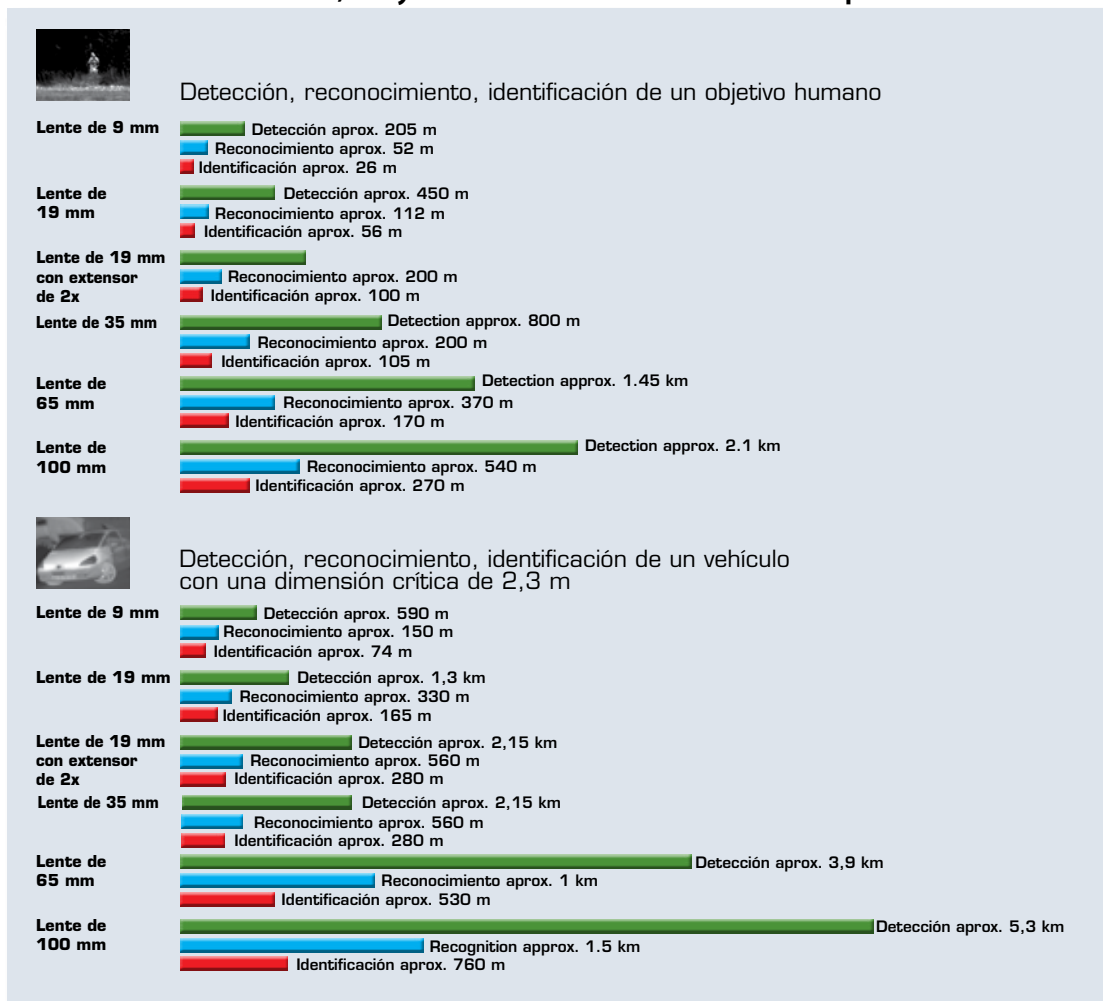 Detección, reconocimiento, identificación de un objetivo humano
Lente de 9 mm
Detección aprox. 205 m
Reconocimiento aprox. 52 m
Identificación aprox. 26 m
Lente de
19 mm
Detección aprox. 450 m
Reconocimiento aprox. 112 m
Identificación aprox. 56 m
Lente de 19 mm
con extensor
de 2x
Reconocimiento aprox. 200 m
Identificación aprox. 100 m
Lente de 35 mm
Detection approx. 800 m
Reconocimiento aprox. 200 m
Identificación aprox. 105 m
Lente de
65 mm
Detection approx. 1.45 km
Reconocimiento aprox. 370 m
Identificación aprox. 170 m
Lente de
100 mm
Detection approx. 2.1 km
Reconocimiento aprox. 540 m
Identificación aprox. 270 m
Detección, reconocimiento, identificación de un vehículo
con una dimensión crítica de 2,3 m
Lente de 9 mm
Detección aprox. 590 m
Reconocimiento aprox. 150 m
Identificación aprox. 74 m
Lente de 19 mm
Detección aprox. 1,3 km
Reconocimiento aprox. 330 m
Identificación aprox. 165 m
Lente de 19 mm
con extensor
de 2x
Detección aprox. 2,15 km
Reconocimiento aprox. 560 m
Identificación aprox. 280 m
Lente de 35 mm
Detección aprox. 2,15 km
Reconocimiento aprox. 560 m
Identificación aprox. 280 m
Lente de
65 mm
Detección aprox. 3,9 km
Reconocimiento aprox. 1 km
Identificación aprox. 530 m
Lente de
100 mm
Detección aprox. 5,3 km
Recognition approx. 1.5 km
Identificación aprox. 760 m